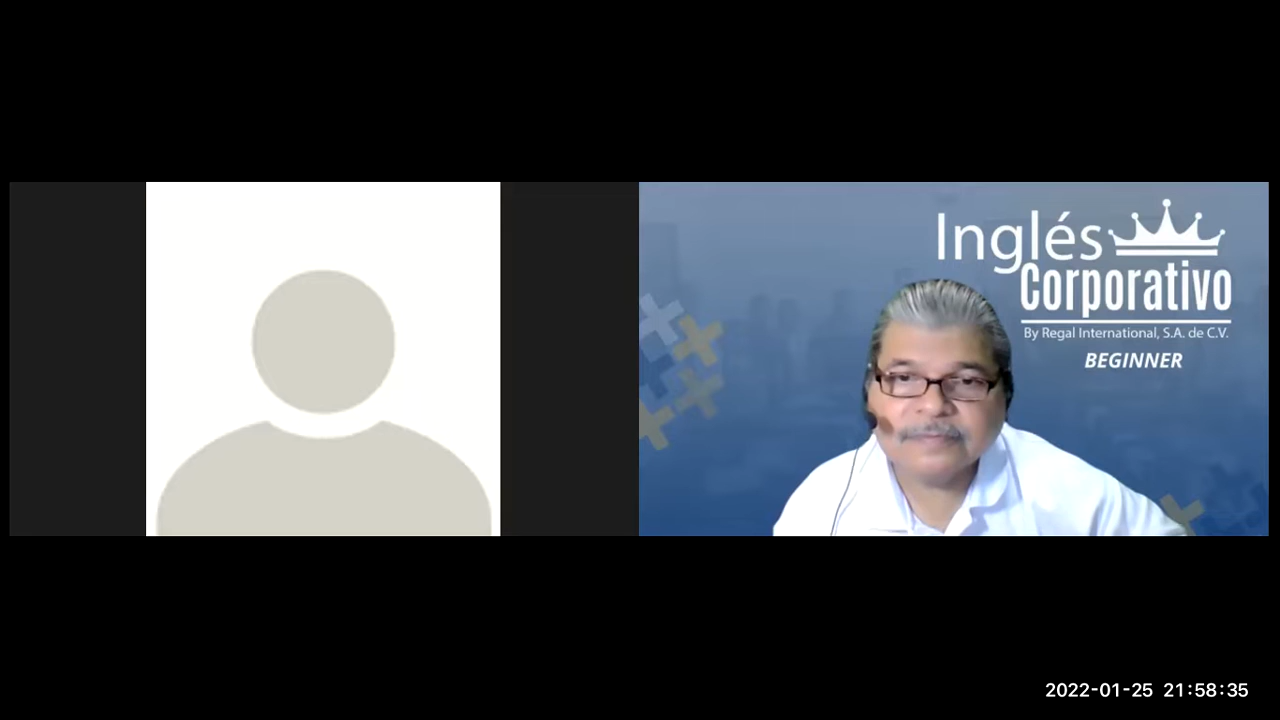 Inglés
Corporativo
By Regal International, S.A. de C.V.
BEGINNER
2022-01-25 21:58:35